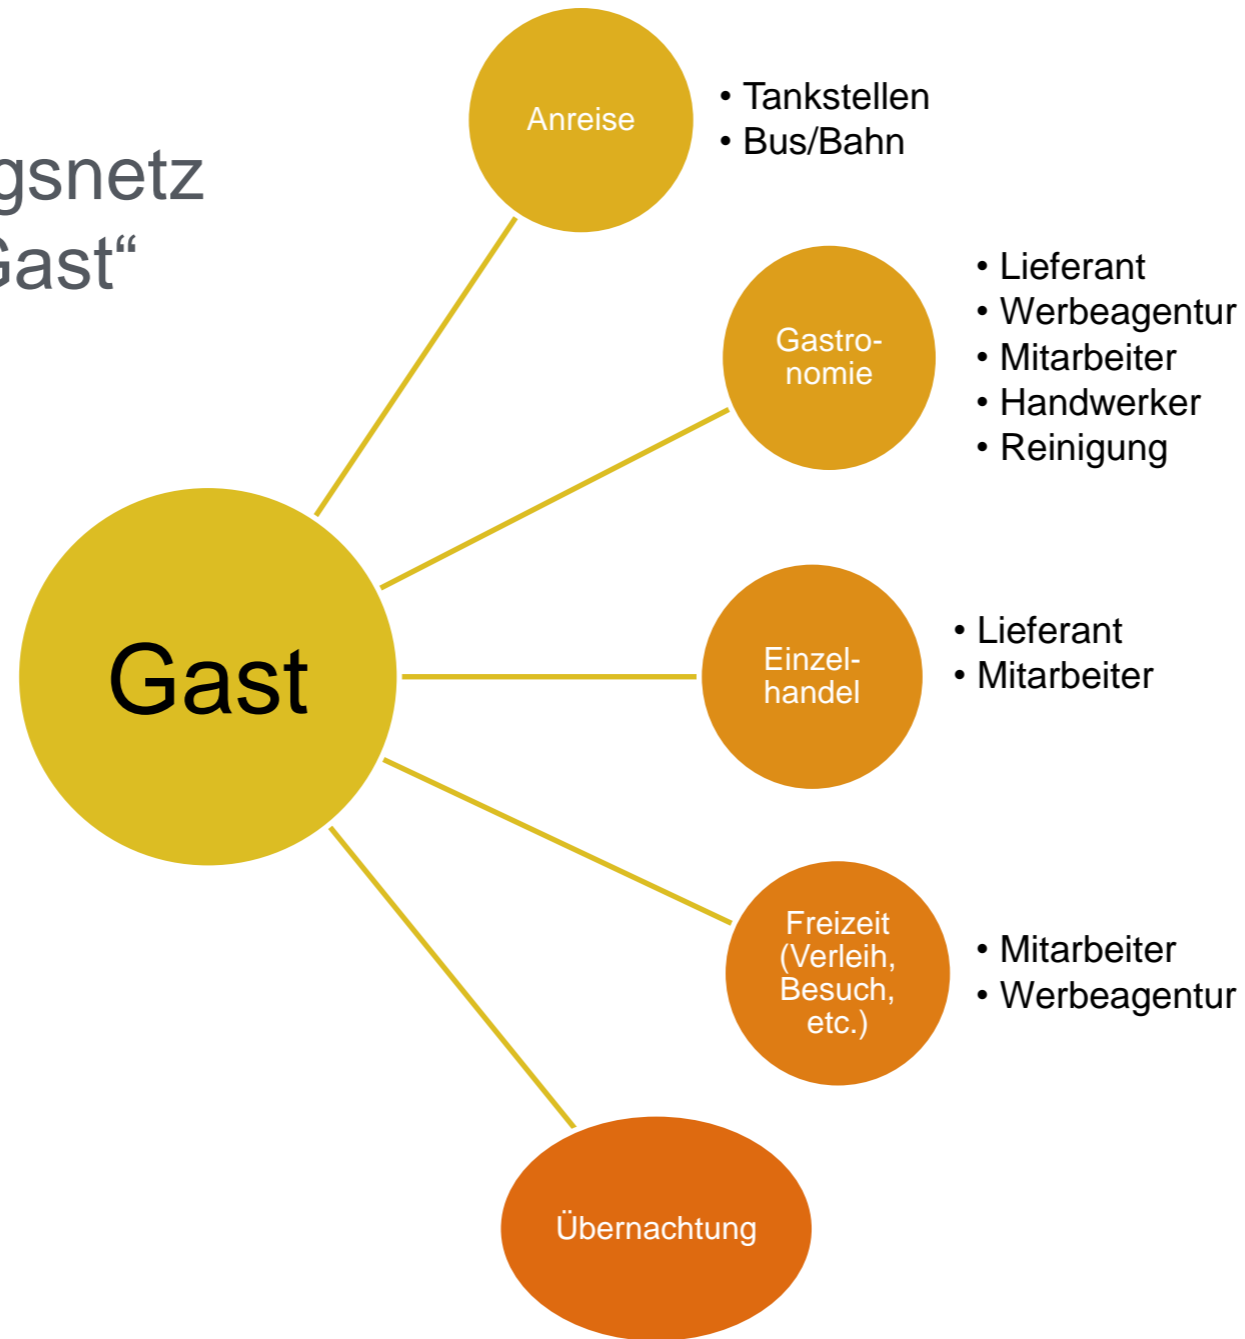 gsnetz
Gast“
Anreise
• Tankstellen
• Bus/Bahn
Gastro-
nomie
• Lieferant
• Werbeagentur
• Mitarbeiter
• Handwerker
• Reinigung
Gast
Einzel-
handel
• Lieferant
• Mitarbeiter
Freizeit
(Verleih,
Besuch,
etc.)
• Mitarbeiter
• Werbeagentur
Übernachtung